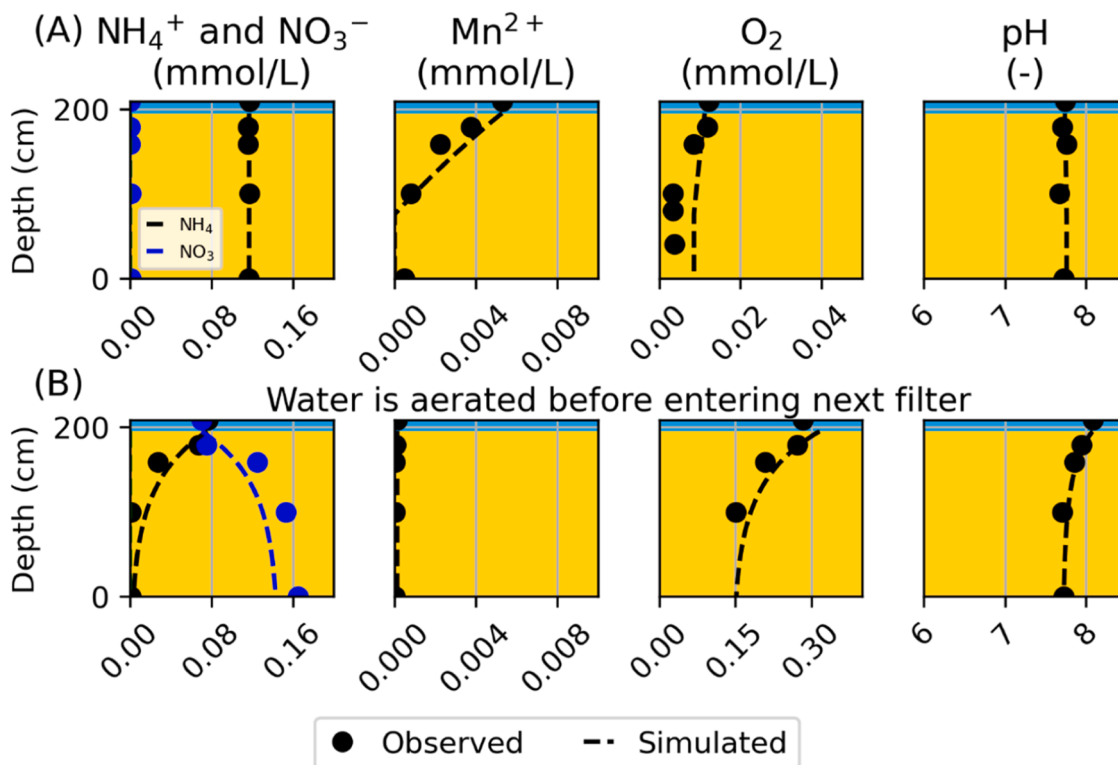 (A) NH₄⁺ and NO₃⁻ Mn²⁺ O₂ pH
(mmol/L) (mmol/L) (mmol/L) (-)
Depth (cm)
200
0
NH₄
NO₃
0.00 0.08 0.16 0.000 0.004 0.008 0.00 0.02 0.04 6 7 8
(B)
Water is aerated before entering next filter
Depth (cm)
200
0
0.00 0.08 0.16 0.000 0.004 0.008 0.00 0.15 0.30 6 7 8
Observed Simulated